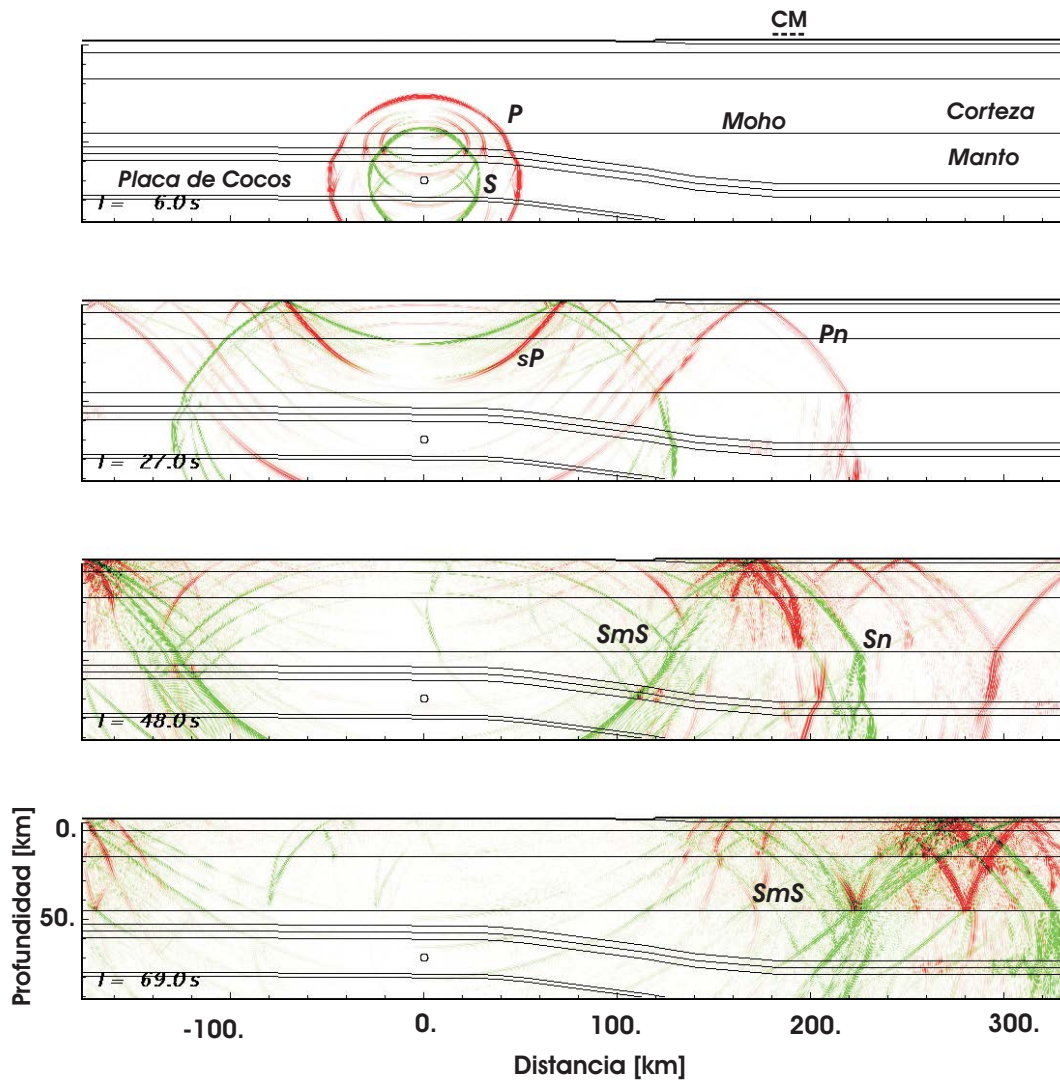 CM
P
Corteza
Moho
Manto
Placa de Cocos
S
T = 6.0 s
Pn
sP
T = 27.0 s
SmS
Sn
T = 48.0 s
0.
SmS
50.
T = 69.0 s
Profundidad [km]
-100. 0. 100. 200. 300.
Distancia [km]